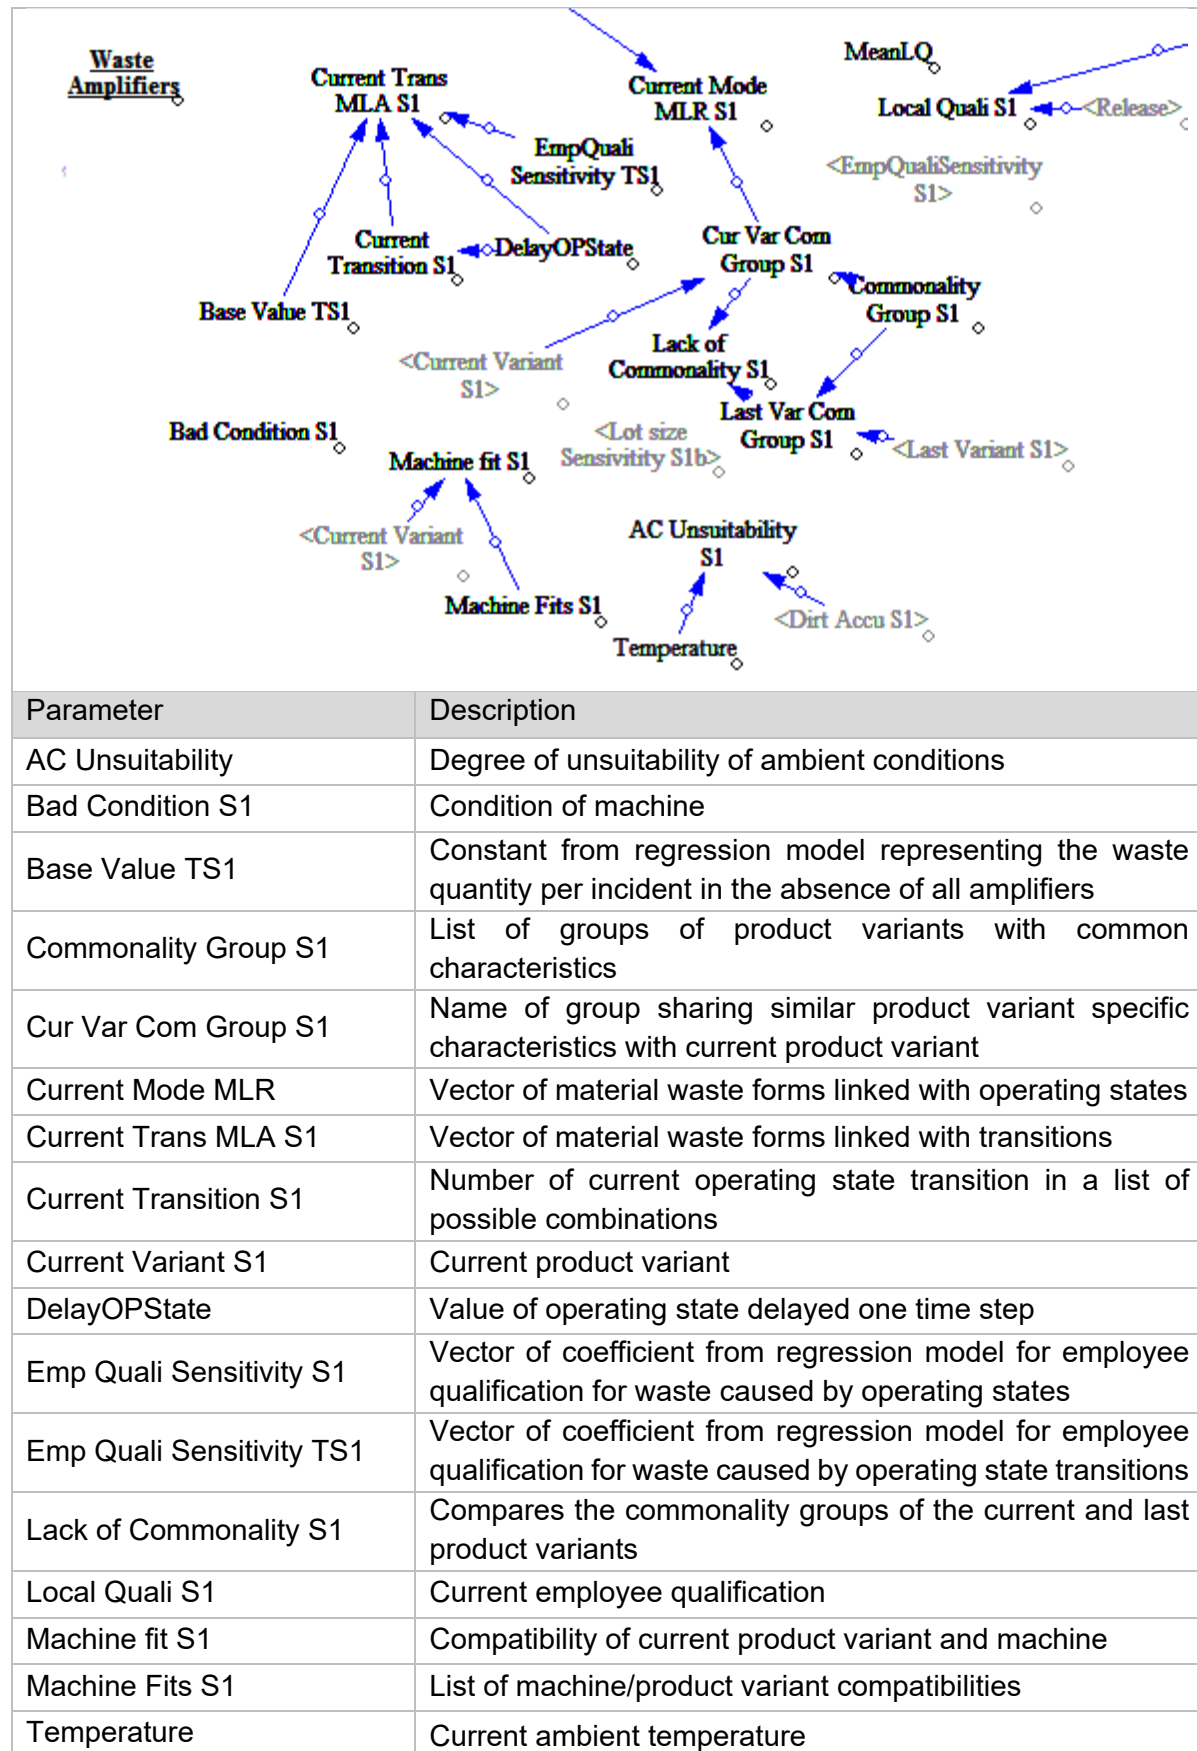 Waste
Amplifiers
Current Trans
MLA S1
Current Mode
MLR S1
MeanLQ
Local Quali S1
<Release>
EmpQuali
Sensitivity TS1
<EmpQualiSensitivity
S1>
Current
Transition S1
DelayOPState
Cur Var Com
Group S1
Commonality
Group S1
Base Value TS1
<Current Variant
S1>
Lack of
Commonality S1
Last Var Com
Group S1
<Last Variant S1>
Bad Condition S1
<Lot size
Sensivitity S1b>
Machine fit S1
<Current Variant
S1>
AC Unsuitability
S1
Machine Fits S1
<Dirt Accu S1>
Temperature
Parameter Description
AC Unsuitability Degree of unsuitability of ambient conditions
Bad Condition S1 Condition of machine
Base Value TS1 Constant from regression model representing the waste
quantity per incident in the absence of all amplifiers
Commonality Group S1 List of groups of product variants with common
characteristics
Cur Var Com Group S1 Name of group sharing similar product variant specific
characteristics with current product variant
Current Mode MLR Vector of material waste forms linked with operating states
Current Trans MLA S1 Vector of material waste forms linked with transitions
Current Transition S1 Number of current operating state transition in a list of
possible combinations
Current Variant S1 Current product variant
DelayOPState Value of operating state delayed one time step
Emp Quali Sensitivity S1 Vector of coefficient from regression model for employee
qualification for waste caused by operating states
Emp Quali Sensitivity TS1 Vector of coefficient from regression model for employee
qualification for waste caused by operating state transitions
Lack of Commonality S1 Compares the commonality groups of the current and last
product variants
Local Quali S1 Current employee qualification
Machine fit S1 Compatibility of current product variant and machine
Machine Fits S1 List of machine/product variant compatibilities
Temperature Current ambient temperature